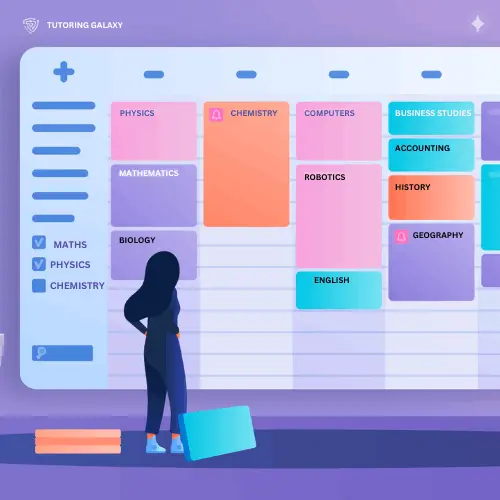 TUTORING GALAXY
PHYSICS
CHEMISTRY
COMPUTERS
BUSINESS STUDIES
ACCOUNTING
MATHEMATICS
ROBOTICS
HISTORY
BIOLOGY
GEOGRAPHY
ENGLISH
MATHS
PHYSICS
CHEMISTRY